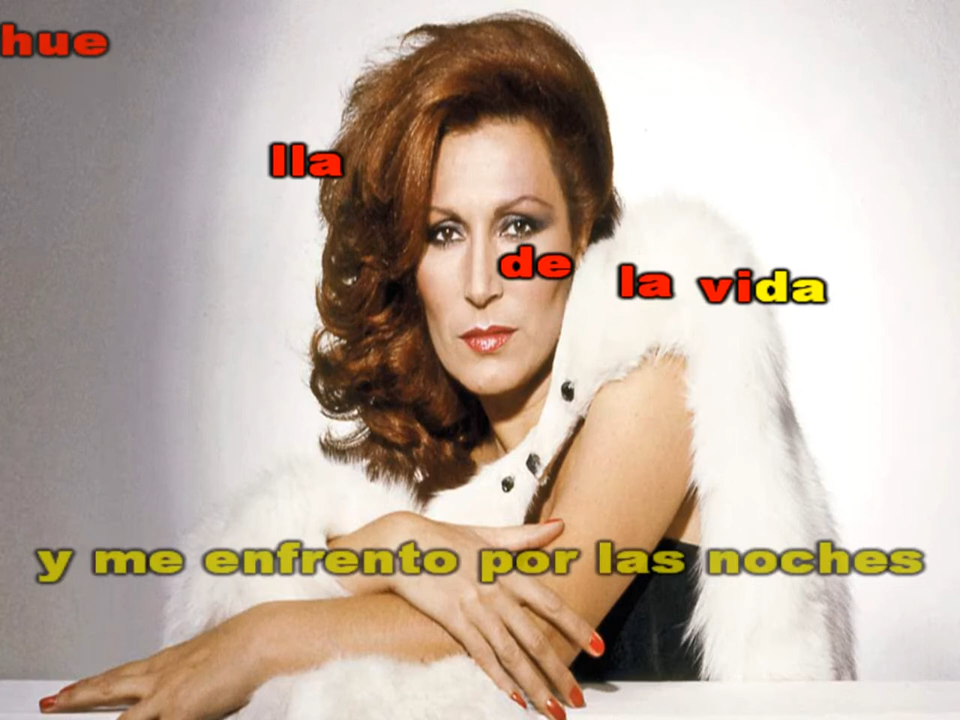 hue
lla
de la vida
y me enfrento por las noches